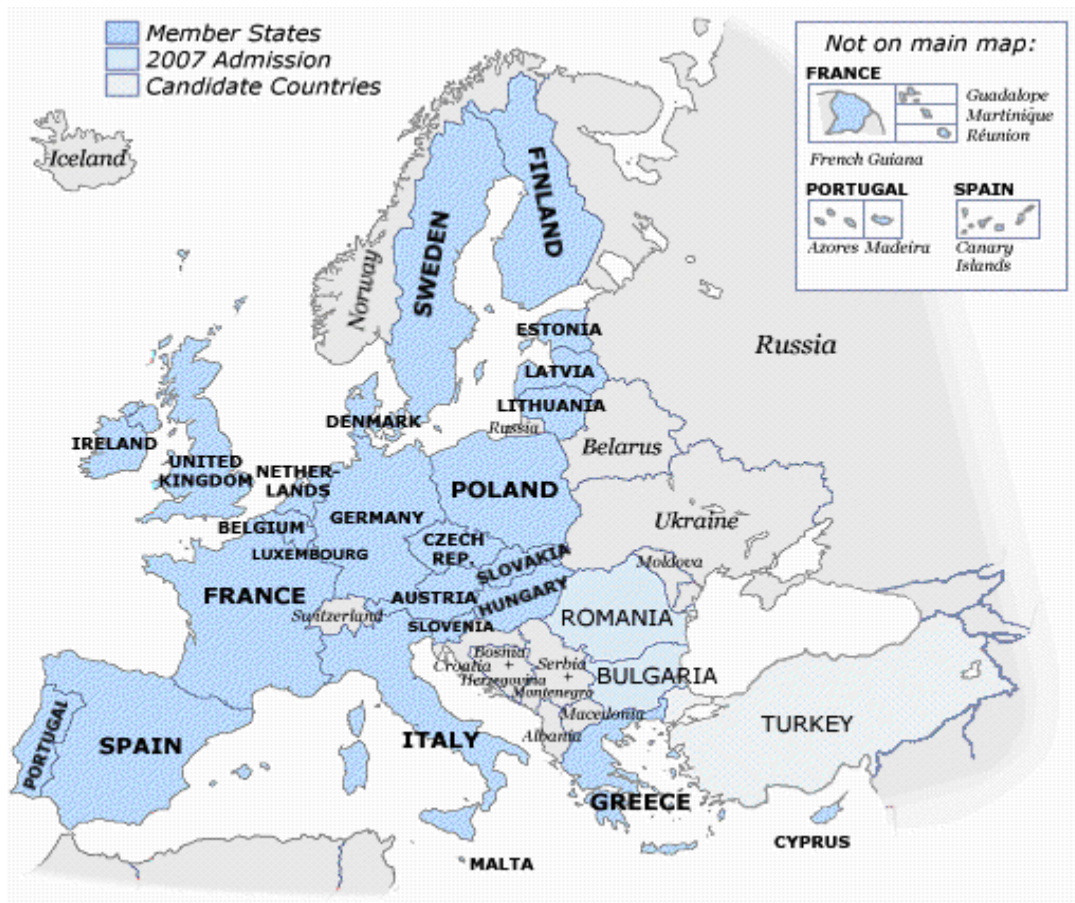 Member States
2007 Admission
Candidate Countries
Not on main map:
FRANCE
Guadalope
Martinique
Réunion
French Guiana
PORTUGAL
SPAIN
Azores Madeira
Canary
Islands
Iceland
FINLAND
SWEDEN
Norway
Russia
ESTONIA
LATVIA
LITHUANIA
Russia
DENMARK
Belarus
IRELAND
UNITED
KINGDOM
NETHER-
LANDS
POLAND
BELGIUM
GERMANY
Ukraine
LUXEMBOURG
CZECH
REP.
SLOVAKIA
Moldova
FRANCE
AUSTRIA
HUNGARY
Switzerland
SLOVENIA
ROMANIA
Croatia
Bosnia
+
Herzegovina
Serbia
+
Montenegro
BULGARIA
Macedonia
Albania
TURKEY
PORTUGAL
SPAIN
ITALY
GREECE
CYPRUS
MALTA